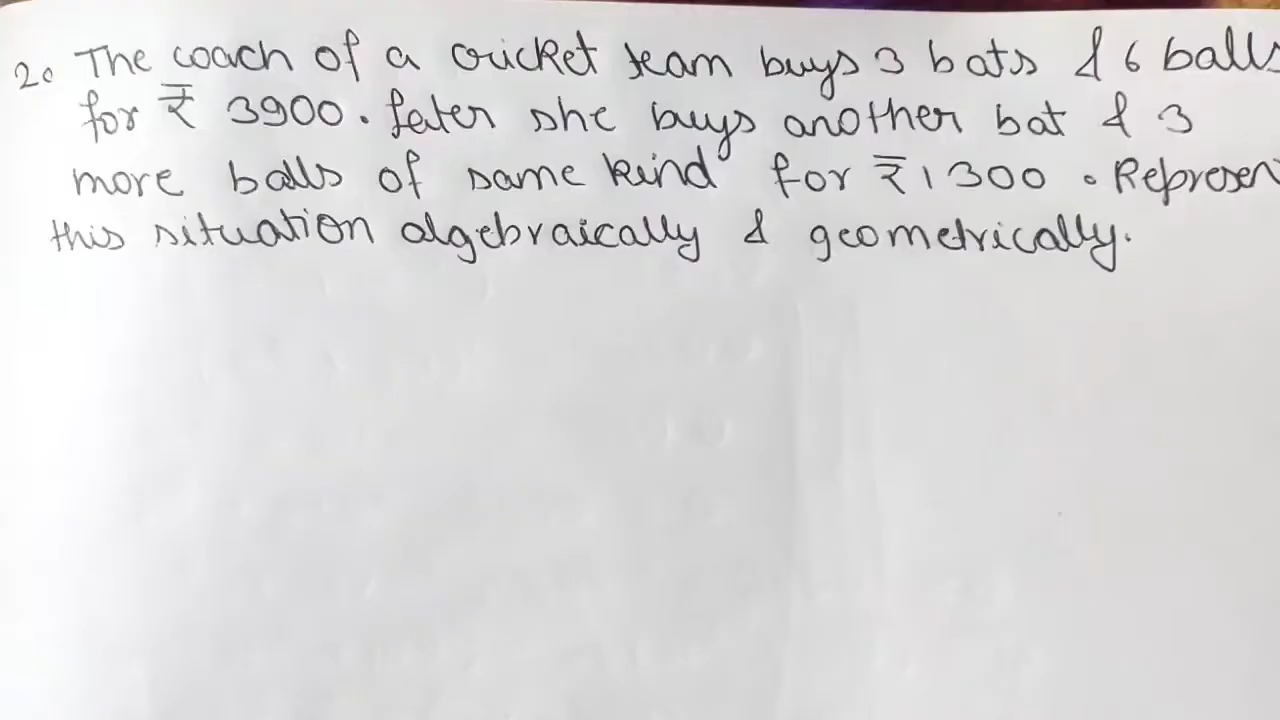 2. The coach of a cricket team buys 3 bats & 6 balls
for ₹ 3900. Later she buys another bat & 3
more balls of same kind for ₹1300. Represen
this situation algebraically & geometrically.